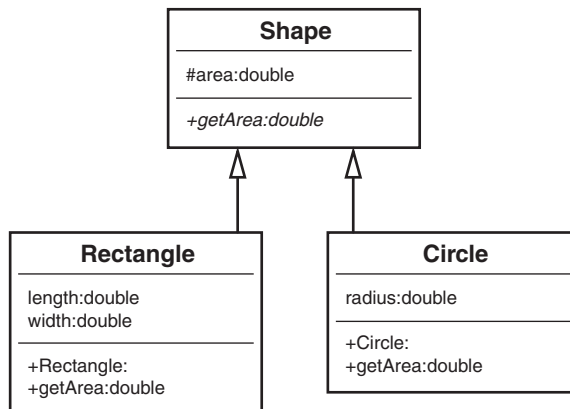 Shape
#area:double
+getArea:double
Rectangle
length:double
width:double
+Rectangle:
+getArea:double
Circle
radius:double
+Circle:
+getArea:double